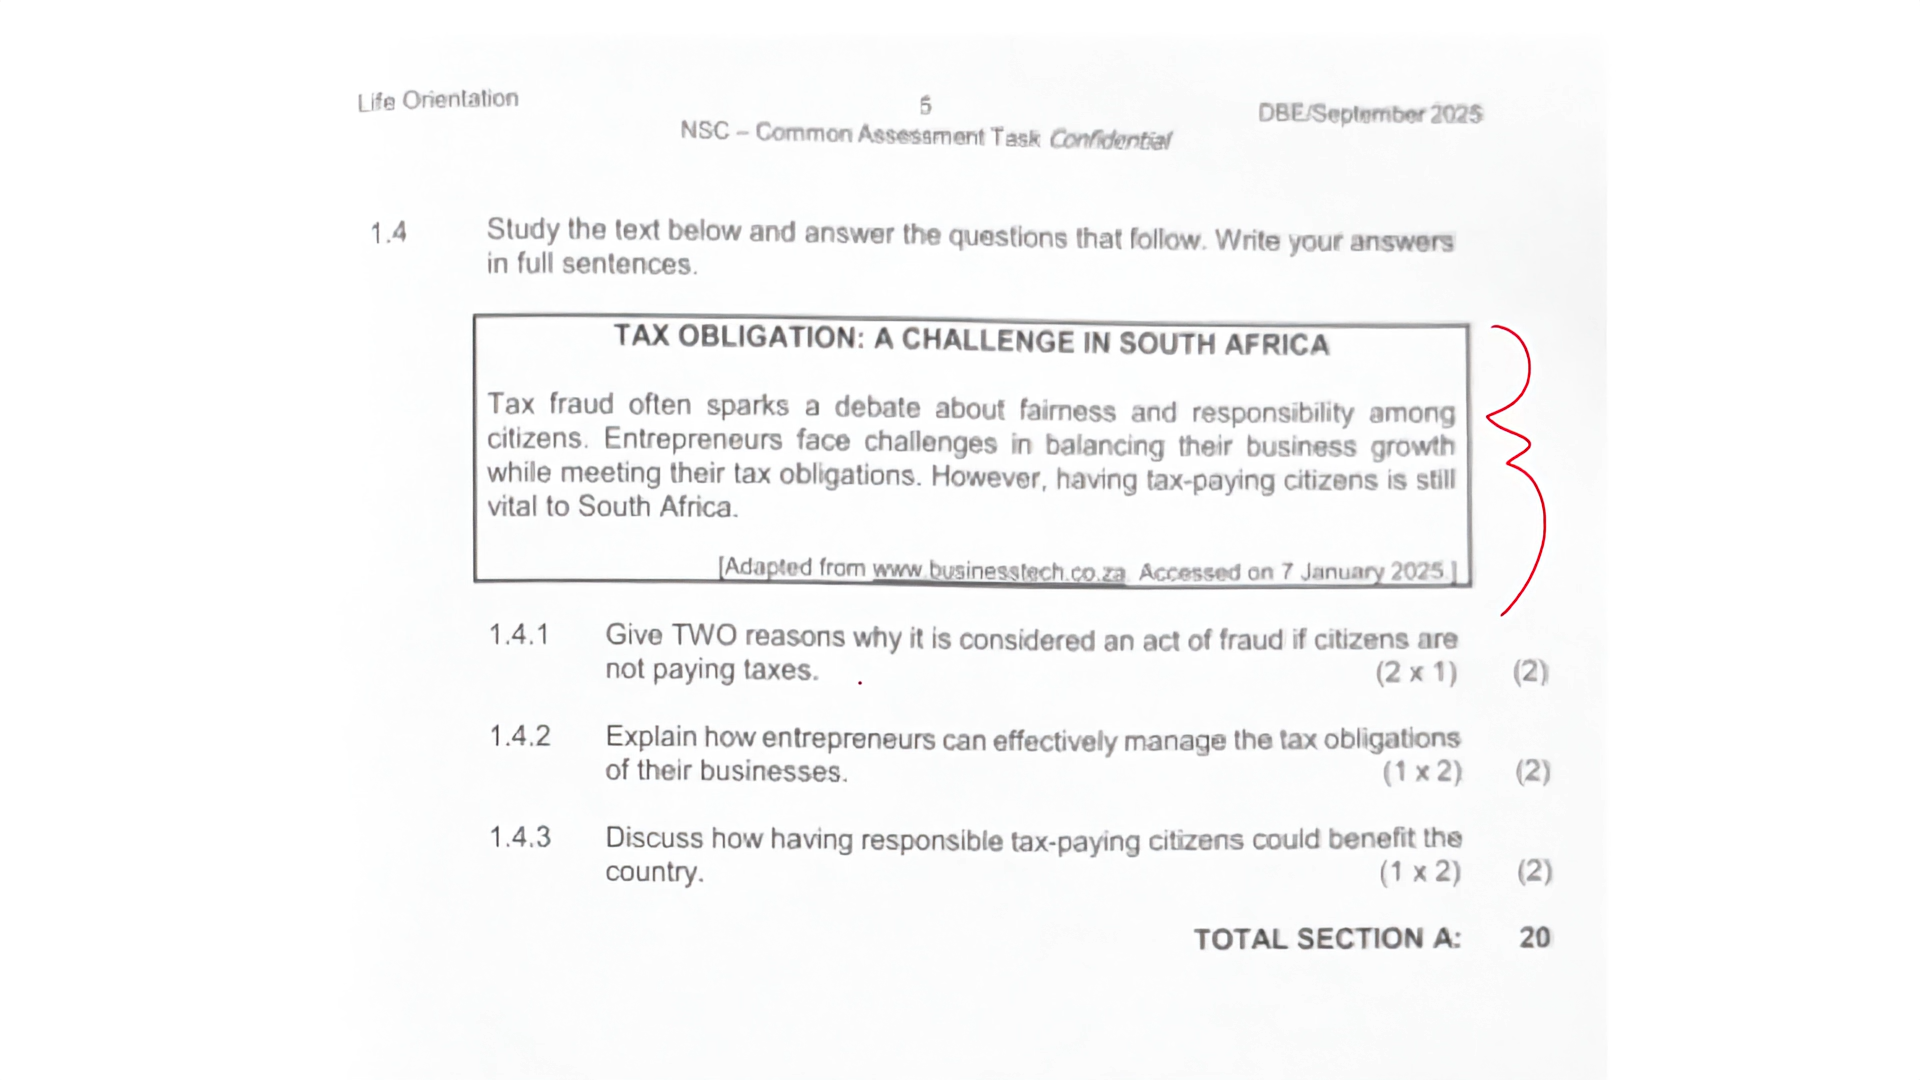 Life Orientation
5
DBE/September 2025
NSC – Common Assessment Task Confidential
1.4
Study the text below and answer the questions that follow. Write your answers
in full sentences.
TAX OBLIGATION: A CHALLENGE IN SOUTH AFRICA
Tax fraud often sparks a debate about fairness and responsibility among
citizens. Entrepreneurs face challenges in balancing their business growth
while meeting their tax obligations. However, having tax-paying citizens is still
vital to South Africa.
[Adapted from www.businesstech.co.za. Accessed on 7 January 2025.]
1.4.1 Give TWO reasons why it is considered an act of fraud if citizens are
not paying taxes. (2 x 1) (2)
1.4.2 Explain how entrepreneurs can effectively manage the tax obligations
of their businesses. (1 x 2) (2)
1.4.3 Discuss how having responsible tax-paying citizens could benefit the
country. (1 x 2) (2)
TOTAL SECTION A: 20